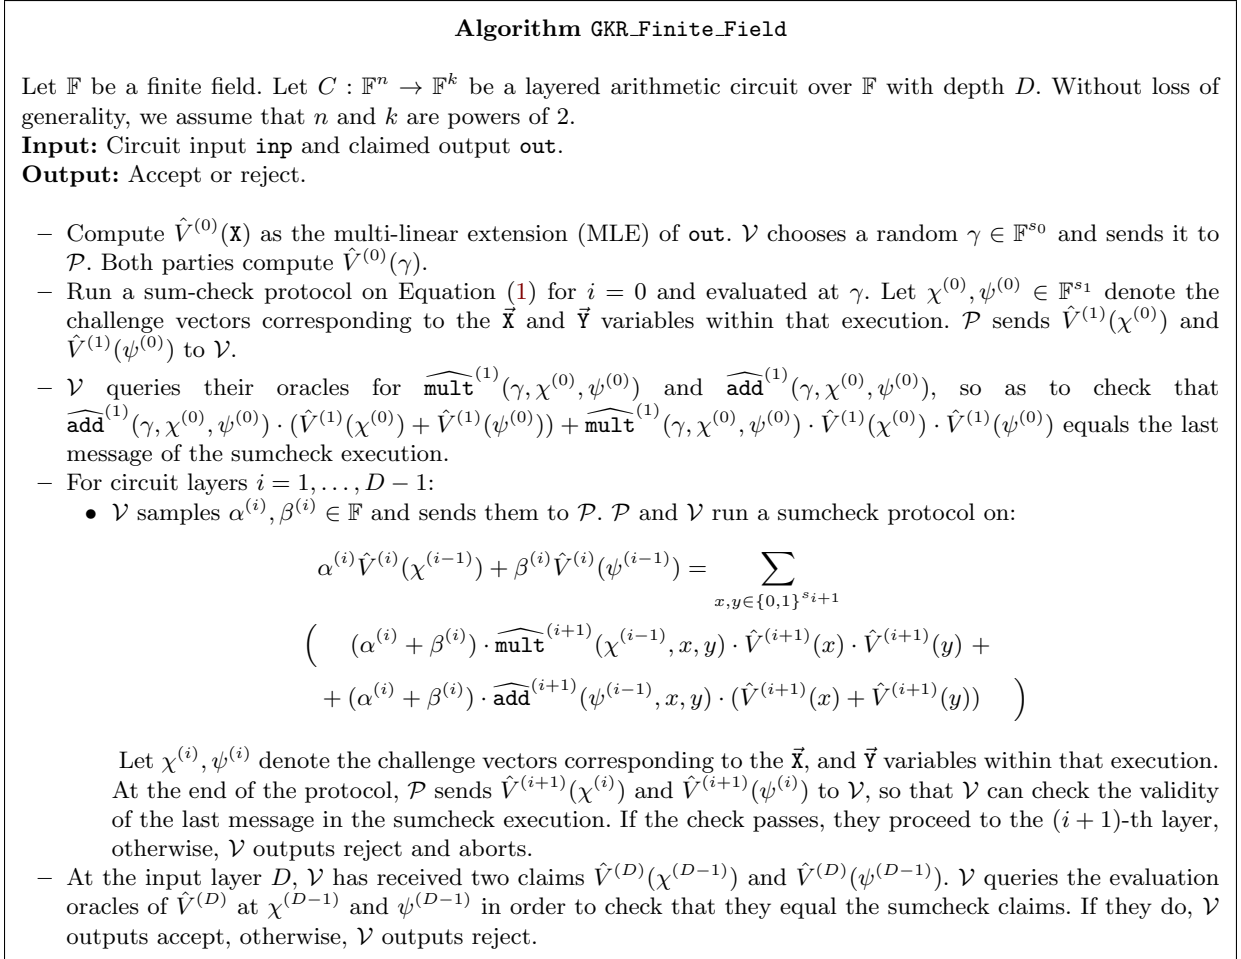 Algorithm GKR_Finite_Field
Let 𝔽 be a finite field. Let C : 𝔽ⁿ → 𝔽ᵏ be a layered arithmetic circuit over 𝔽 with depth D. Without loss of
generality, we assume that n and k are powers of 2.
Input: Circuit input inp and claimed output out.
Output: Accept or reject.
– Compute V̂^(0)(X) as the multi-linear extension (MLE) of out. 𝒱 chooses a random γ ∈ 𝔽^{s_0} and sends it to
𝒫. Both parties compute V̂^(0)(γ).
– Run a sum-check protocol on Equation (1) for i = 0 and evaluated at γ. Let χ^(0), ψ^(0) ∈ 𝔽^{s_1} denote the
challenge vectors corresponding to the X⃗ and Y⃗ variables within that execution. 𝒫 sends V̂^(1)(χ^(0)) and
V̂^(1)(ψ^(0)) to 𝒱.
– 𝒱 queries their oracles for \widehat{mult}^(1)(γ, χ^(0), ψ^(0)) and \widehat{add}^(1)(γ, χ^(0), ψ^(0)), so as to check that
\widehat{add}^(1)(γ, χ^(0), ψ^(0)) · (V̂^(1)(χ^(0)) + V̂^(1)(ψ^(0))) + \widehat{mult}^(1)(γ, χ^(0), ψ^(0)) · V̂^(1)(χ^(0)) · V̂^(1)(ψ^(0)) equals the last
message of the sumcheck execution.
– For circuit layers i = 1, . . . , D − 1:
• 𝒱 samples α^(i), β^(i) ∈ 𝔽 and sends them to 𝒫. 𝒫 and 𝒱 run a sumcheck protocol on:
α^(i) V̂^(i)(χ^(i−1)) + β^(i) V̂^(i)(ψ^(i−1)) = ∑_{x,y∈{0,1}^{s_{i+1}}}
( (α^(i) + β^(i)) · \widehat{mult}^(i+1)(χ^(i−1), x, y) · V̂^(i+1)(x) · V̂^(i+1)(y) +
+ (α^(i) + β^(i)) · \widehat{add}^(i+1)(ψ^(i−1), x, y) · (V̂^(i+1)(x) + V̂^(i+1)(y)) )
Let χ^(i), ψ^(i) denote the challenge vectors corresponding to the X⃗, and Y⃗ variables within that execution.
At the end of the protocol, 𝒫 sends V̂^(i+1)(χ^(i)) and V̂^(i+1)(ψ^(i)) to 𝒱, so that 𝒱 can check the validity
of the last message in the sumcheck execution. If the check passes, they proceed to the (i + 1)-th layer,
otherwise, 𝒱 outputs reject and aborts.
– At the input layer D, 𝒱 has received two claims V̂^(D)(χ^(D−1)) and V̂^(D)(ψ^(D−1)). 𝒱 queries the evaluation
oracles of V̂^(D) at χ^(D−1) and ψ^(D−1) in order to check that they equal the sumcheck claims. If they do, 𝒱
outputs accept, otherwise, 𝒱 outputs reject.